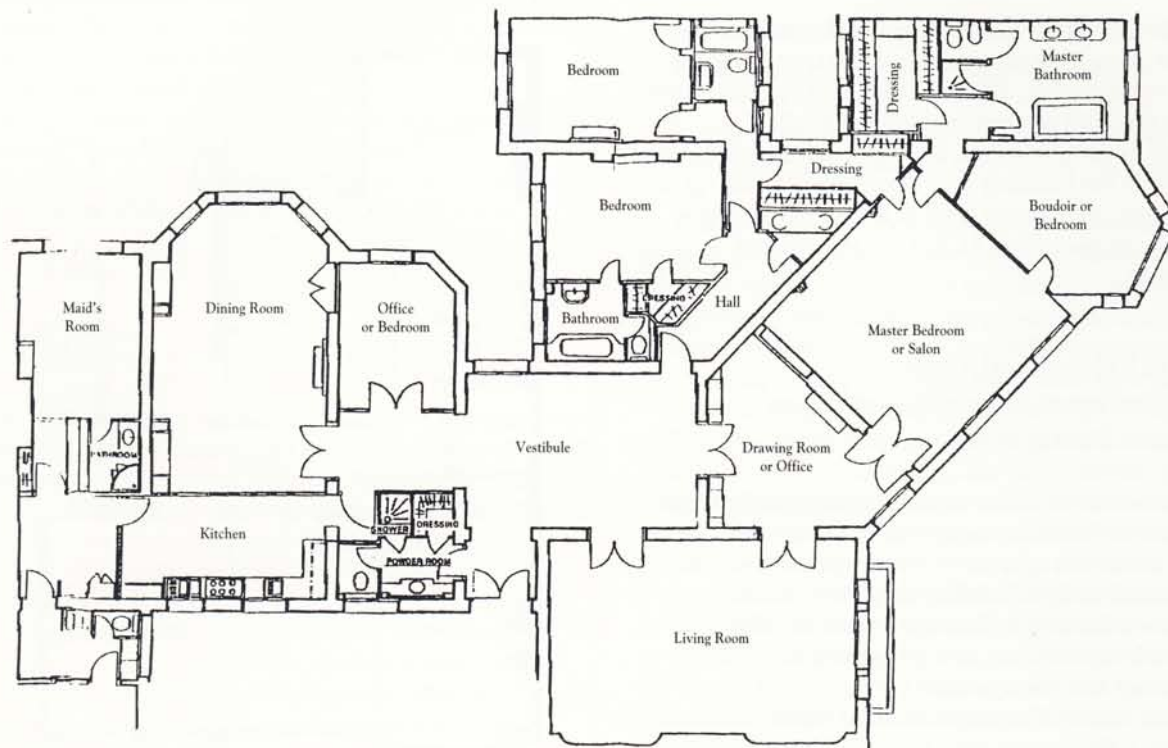 Bedroom
Dressing
Master
Bathroom
Dressing
Bedroom
Boudoir or
Bedroom
Maid's
Room
Dining Room
Office
or Bedroom
DRESSING
Hall
Bathroom
Master Bedroom
or Salon
Vestibule
Drawing Room
or Office
BATHROOM
Kitchen
SHOWER
DRESSING
POWDER ROOM
Living Room